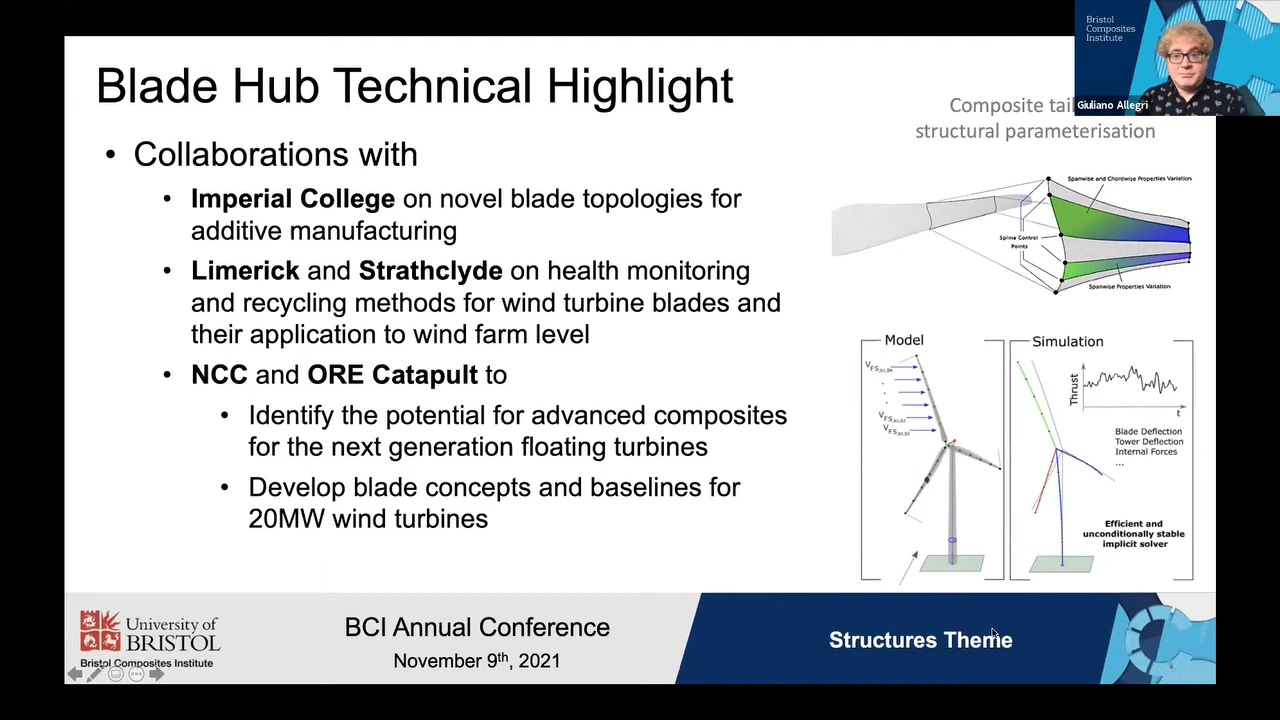 Blade Hub Technical Highlight
• Collaborations with
• Imperial College on novel blade topologies for
additive manufacturing
• Limerick and Strathclyde on health monitoring
and recycling methods for wind turbine blades and
their application to wind farm level
• NCC and ORE Catapult to
• Identify the potential for advanced composites
for the next generation floating turbines
• Develop blade concepts and baselines for
20MW wind turbines
Bristol
Composites
Institute
Giuliano Allegri
Composite tai
structural parameterisation
Spanwise and Chordwise Properties Variation
Spline Control
Points
Spanwise Properties Variation
Model
Simulation
Thrust
t
Blade Deflection
Tower Deflection
Internal Forces
...
Efficient and
unconditionally stable
implicit solver
University of
BRISTOL
Bristol Composites Institute
BCI Annual Conference
November 9th, 2021
Structures Theme